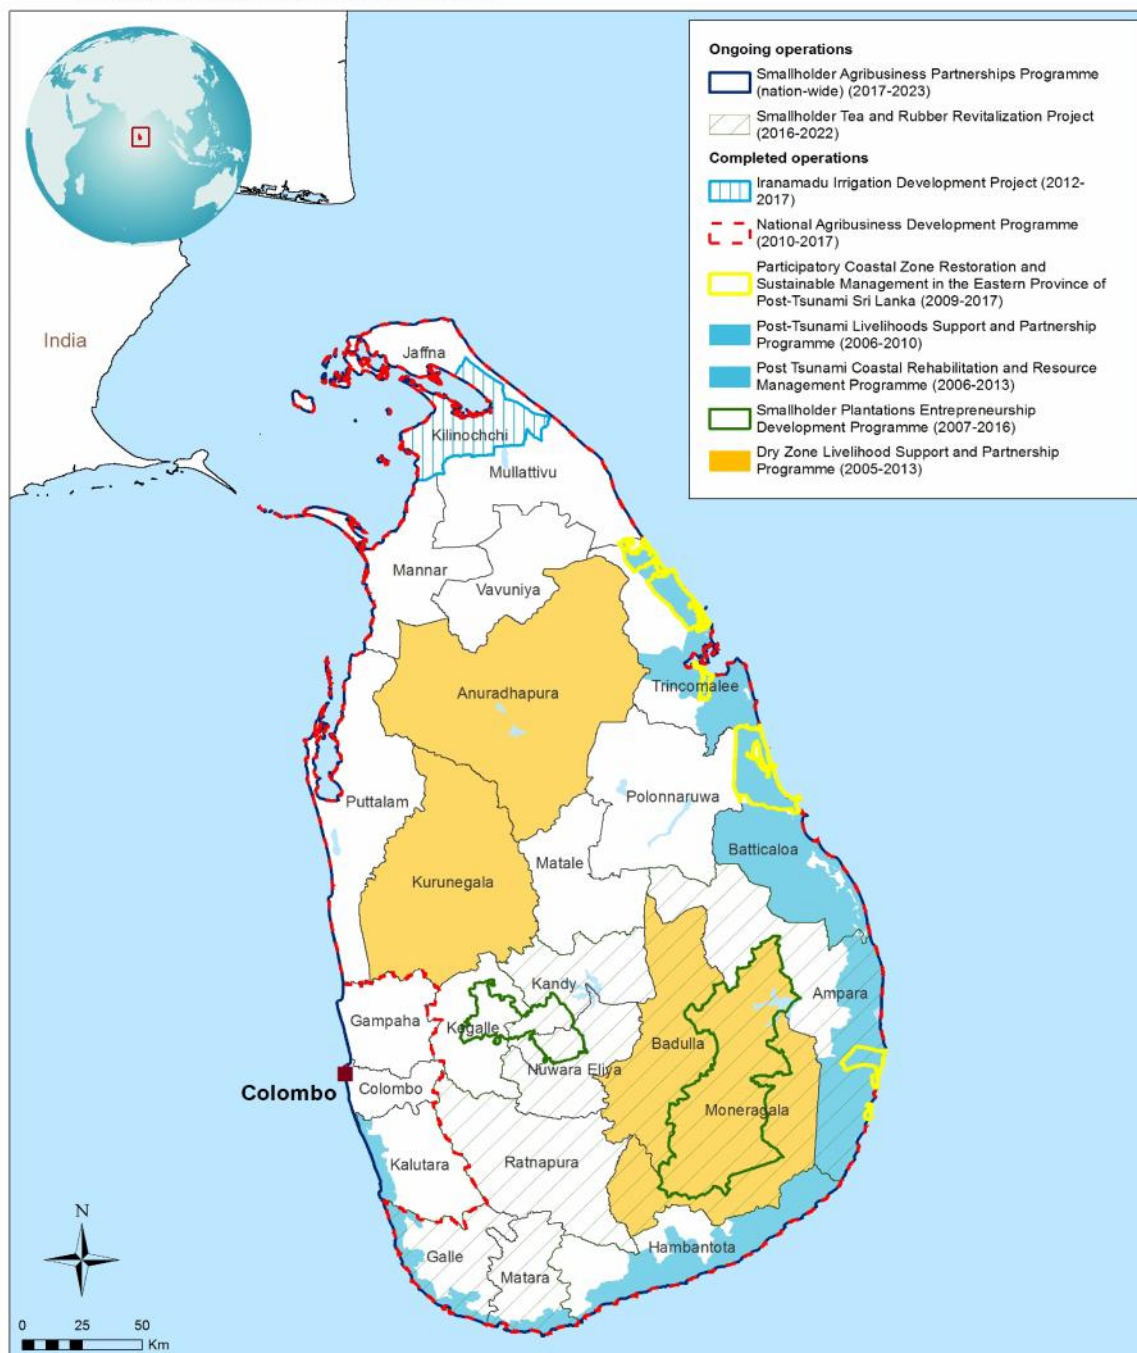 Ongoing operations
Smallholder Agribusiness Partnerships Programme
(nation-wide) (2017-2023)
Smallholder Tea and Rubber Revitalization Project
(2016-2022)
Completed operations
Iranamadu Irrigation Development Project (2012-
2017)
National Agribusiness Development Programme
(2010-2017)
Participatory Coastal Zone Restoration and
Sustainable Management in the Eastern Province of
Post-Tsunami Sri Lanka (2009-2017)
Post-Tsunami Livelihoods Support and Partnership
Programme (2006-2010)
Post Tsunami Coastal Rehabilitation and Resource
Management Programme (2006-2013)
Smallholder Plantations Entrepreneurship
Development Programme (2007-2016)
Dry Zone Livelihood Support and Partnership
Programme (2005-2013)
India
Jaffna
Kilinochchi
Mullattivu
Mannar
Vavuniya
Anuradhapura
Trincomalee
Puttalam
Polonnaruwa
Batticaloa
Matale
Kurunegala
Kandy
Ampara
Gampaha
Kegalle
Badulla
Nuwara Eliya
Colombo
Colombo
Moneragala
Kalutara
Ratnapura
Hambantota
Galle
Matara
N
0 25 50
Km